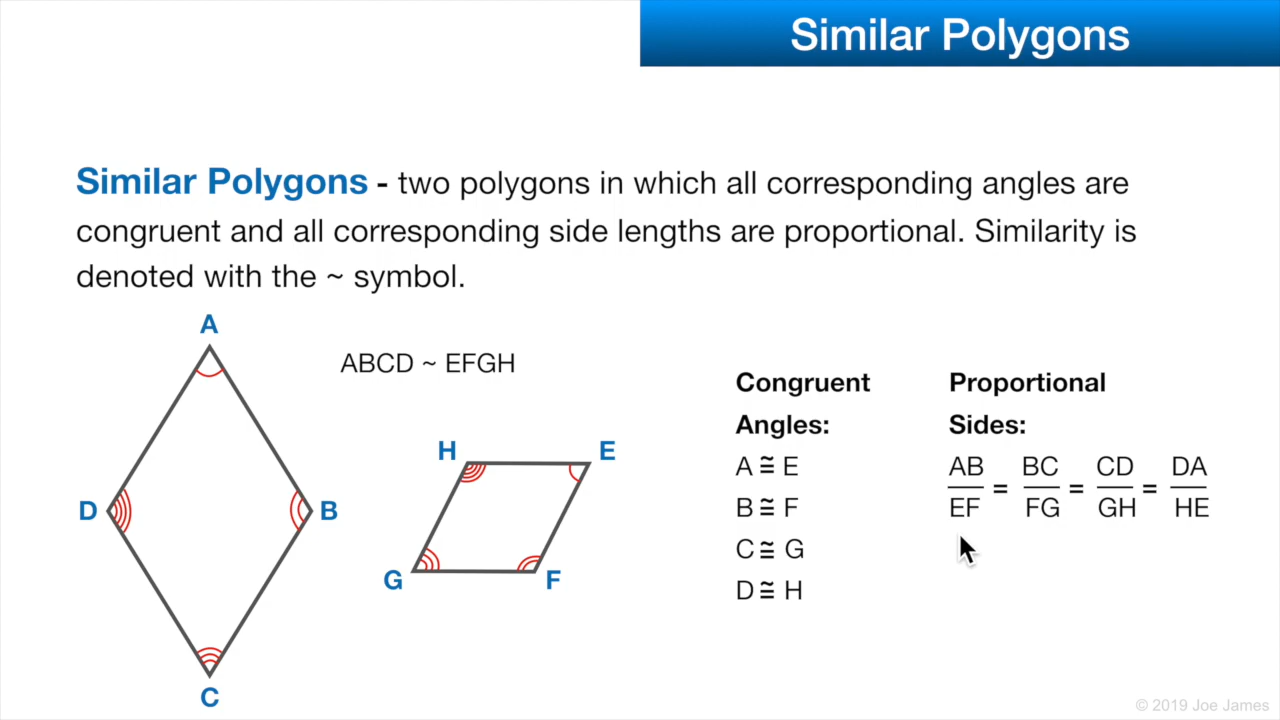 Similar Polygons
Similar Polygons - two polygons in which all corresponding angles are
congruent and all corresponding side lengths are proportional. Similarity is
denoted with the ~ symbol.
A
ABCD ~ EFGH
D
B
C
H
E
G
F
Congruent
Angles:
A ≅ E
B ≅ F
C ≅ G
D ≅ H
Proportional
Sides:
AB/EF = BC/FG = CD/GH = DA/HE
© 2019 Joe James